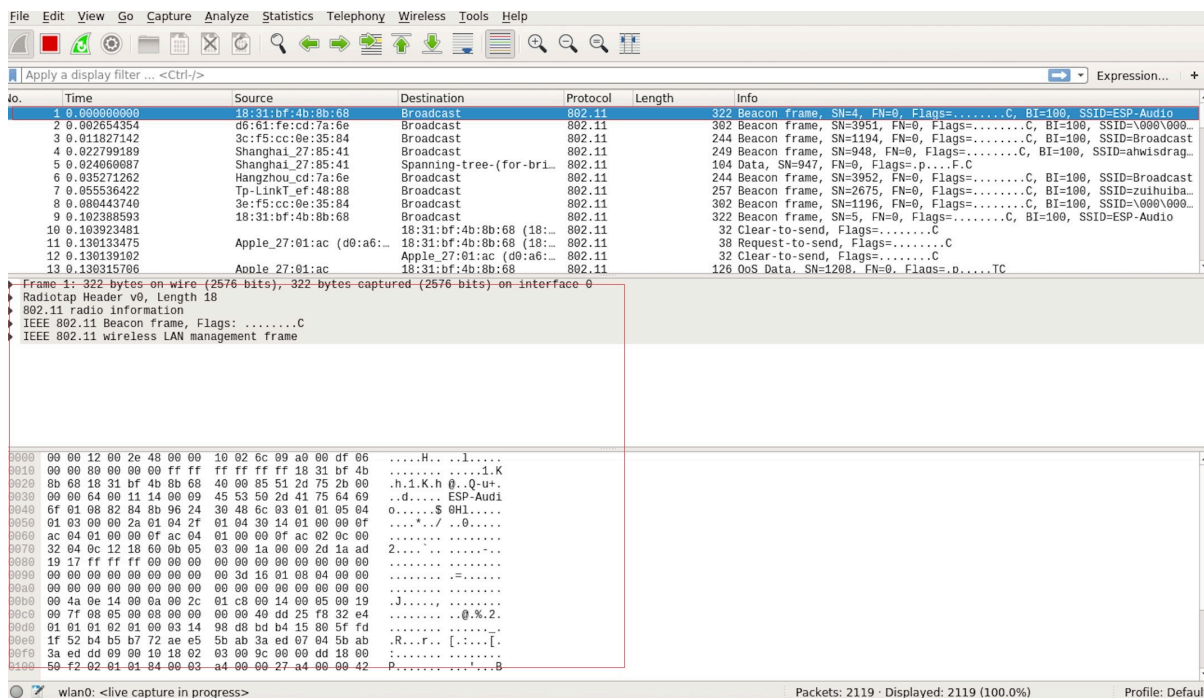 File Edit View Go Capture Analyze Statistics Telephony Wireless Tools Help
Apply a display filter ... <Ctrl-/> Expression... +
No. Time Source Destination Protocol Length Info
1 0.000000000 18:31:bf:4b:8b:68 Broadcast 802.11 322 Beacon frame, SN=4, FN=0, Flags=........C, BI=100, SSID=ESP-Audio
2 0.002654354 d6:61:fe:cd:7a:6e Broadcast 802.11 302 Beacon frame, SN=3951, FN=0, Flags=........C, BI=100, SSID=\000\000…
3 0.011827142 3c:f5:cc:0e:35:84 Broadcast 802.11 244 Beacon frame, SN=1194, FN=0, Flags=........C, BI=100, SSID=Broadcast
4 0.022799189 Shanghai_27:85:41 Broadcast 802.11 249 Beacon frame, SN=948, FN=0, Flags=........C, BI=100, SSID=ahwisdrag…
5 0.024060087 Shanghai_27:85:41 Spanning-tree-(for-bri… 802.11 104 Data, SN=947, FN=0, Flags=.p....F.C
6 0.035271262 Hangzhou_cd:7a:6e Broadcast 802.11 244 Beacon frame, SN=3952, FN=0, Flags=........C, BI=100, SSID=Broadcast
7 0.055536422 Tp-LinkT_ef:48:88 Broadcast 802.11 257 Beacon frame, SN=2675, FN=0, Flags=........C, BI=100, SSID=zuihuiba…
8 0.080443740 3e:f5:cc:0e:35:84 Broadcast 802.11 302 Beacon frame, SN=1196, FN=0, Flags=........C, BI=100, SSID=\000\000…
9 0.102388593 18:31:bf:4b:8b:68 Broadcast 802.11 322 Beacon frame, SN=5, FN=0, Flags=........C, BI=100, SSID=ESP-Audio
10 0.103923481 18:31:bf:4b:8b:68 (18:… 802.11 32 Clear-to-send, Flags=........C
11 0.130133475 Apple_27:01:ac (d0:a6:… 18:31:bf:4b:8b:68 (18:… 802.11 38 Request-to-send, Flags=........C
12 0.130139102 Apple_27:01:ac (d0:a6:… 802.11 32 Clear-to-send, Flags=........C
13 0.130315706 Apple_27:01:ac 18:31:bf:4b:8b:68 802.11 126 QoS Data, SN=1208, FN=0, Flags=.p.....TC
Frame 1: 322 bytes on wire (2576 bits), 322 bytes captured (2576 bits) on interface 0
Radiotap Header v0, Length 18
802.11 radio information
IEEE 802.11 Beacon frame, Flags: ........C
IEEE 802.11 wireless LAN management frame
0000 00 00 12 00 2e 48 00 00 10 02 6c 09 a0 00 df 06 .....H.. ..l.....
0010 00 00 80 00 00 00 ff ff ff ff ff ff 18 31 bf 4b ........ .....1.K
0020 8b 68 18 31 bf 4b 8b 68 40 00 85 51 2d 75 2b 00 .h.1.K.h @..Q-u+.
0030 00 00 64 00 11 14 00 09 45 53 50 2d 41 75 64 69 ..d..... ESP-Audi
0040 6f 01 08 82 84 8b 96 24 30 48 6c 03 01 01 05 04 o......$ 0Hl.....
0050 01 03 00 00 2a 01 04 2f 01 04 30 14 01 00 00 0f ....*../ ..0.....
0060 ac 04 01 00 00 0f ac 04 01 00 00 0f ac 02 0c 00 ........ ........
0070 32 04 0c 12 18 60 0b 05 03 00 1a 00 00 2d 1a ad 2....`.. .....-..
0080 19 17 ff ff ff 00 00 00 00 00 00 00 00 00 00 00 ........ ........
0090 00 00 00 00 00 00 00 00 00 3d 16 01 08 04 00 00 ........ .=......
00a0 00 00 00 00 00 00 00 00 00 00 00 00 00 00 00 00 ........ ........
00b0 00 4a 0e 14 00 0a 00 2c 01 c8 00 14 00 05 00 19 .J....., ........
00c0 00 7f 08 05 00 08 00 00 00 00 40 dd 25 f8 32 e4 ........ ..@.%.2.
00d0 01 01 01 02 01 00 03 14 98 d8 bd b4 15 80 5f fd ........ ......_.
00e0 1f 52 b4 b5 b7 72 ae e5 5b ab 3a ed 07 04 5b ab .R...r.. [.:...[.
00f0 3a ed dd 09 00 10 18 02 03 00 9c 00 00 dd 18 00 :....... ........
0100 50 f2 02 01 01 84 00 03 a4 00 00 27 a4 00 00 42 P....... ...'...B
wlan0: <live capture in progress> Packets: 2119 · Displayed: 2119 (100.0%) Profile: Defaul